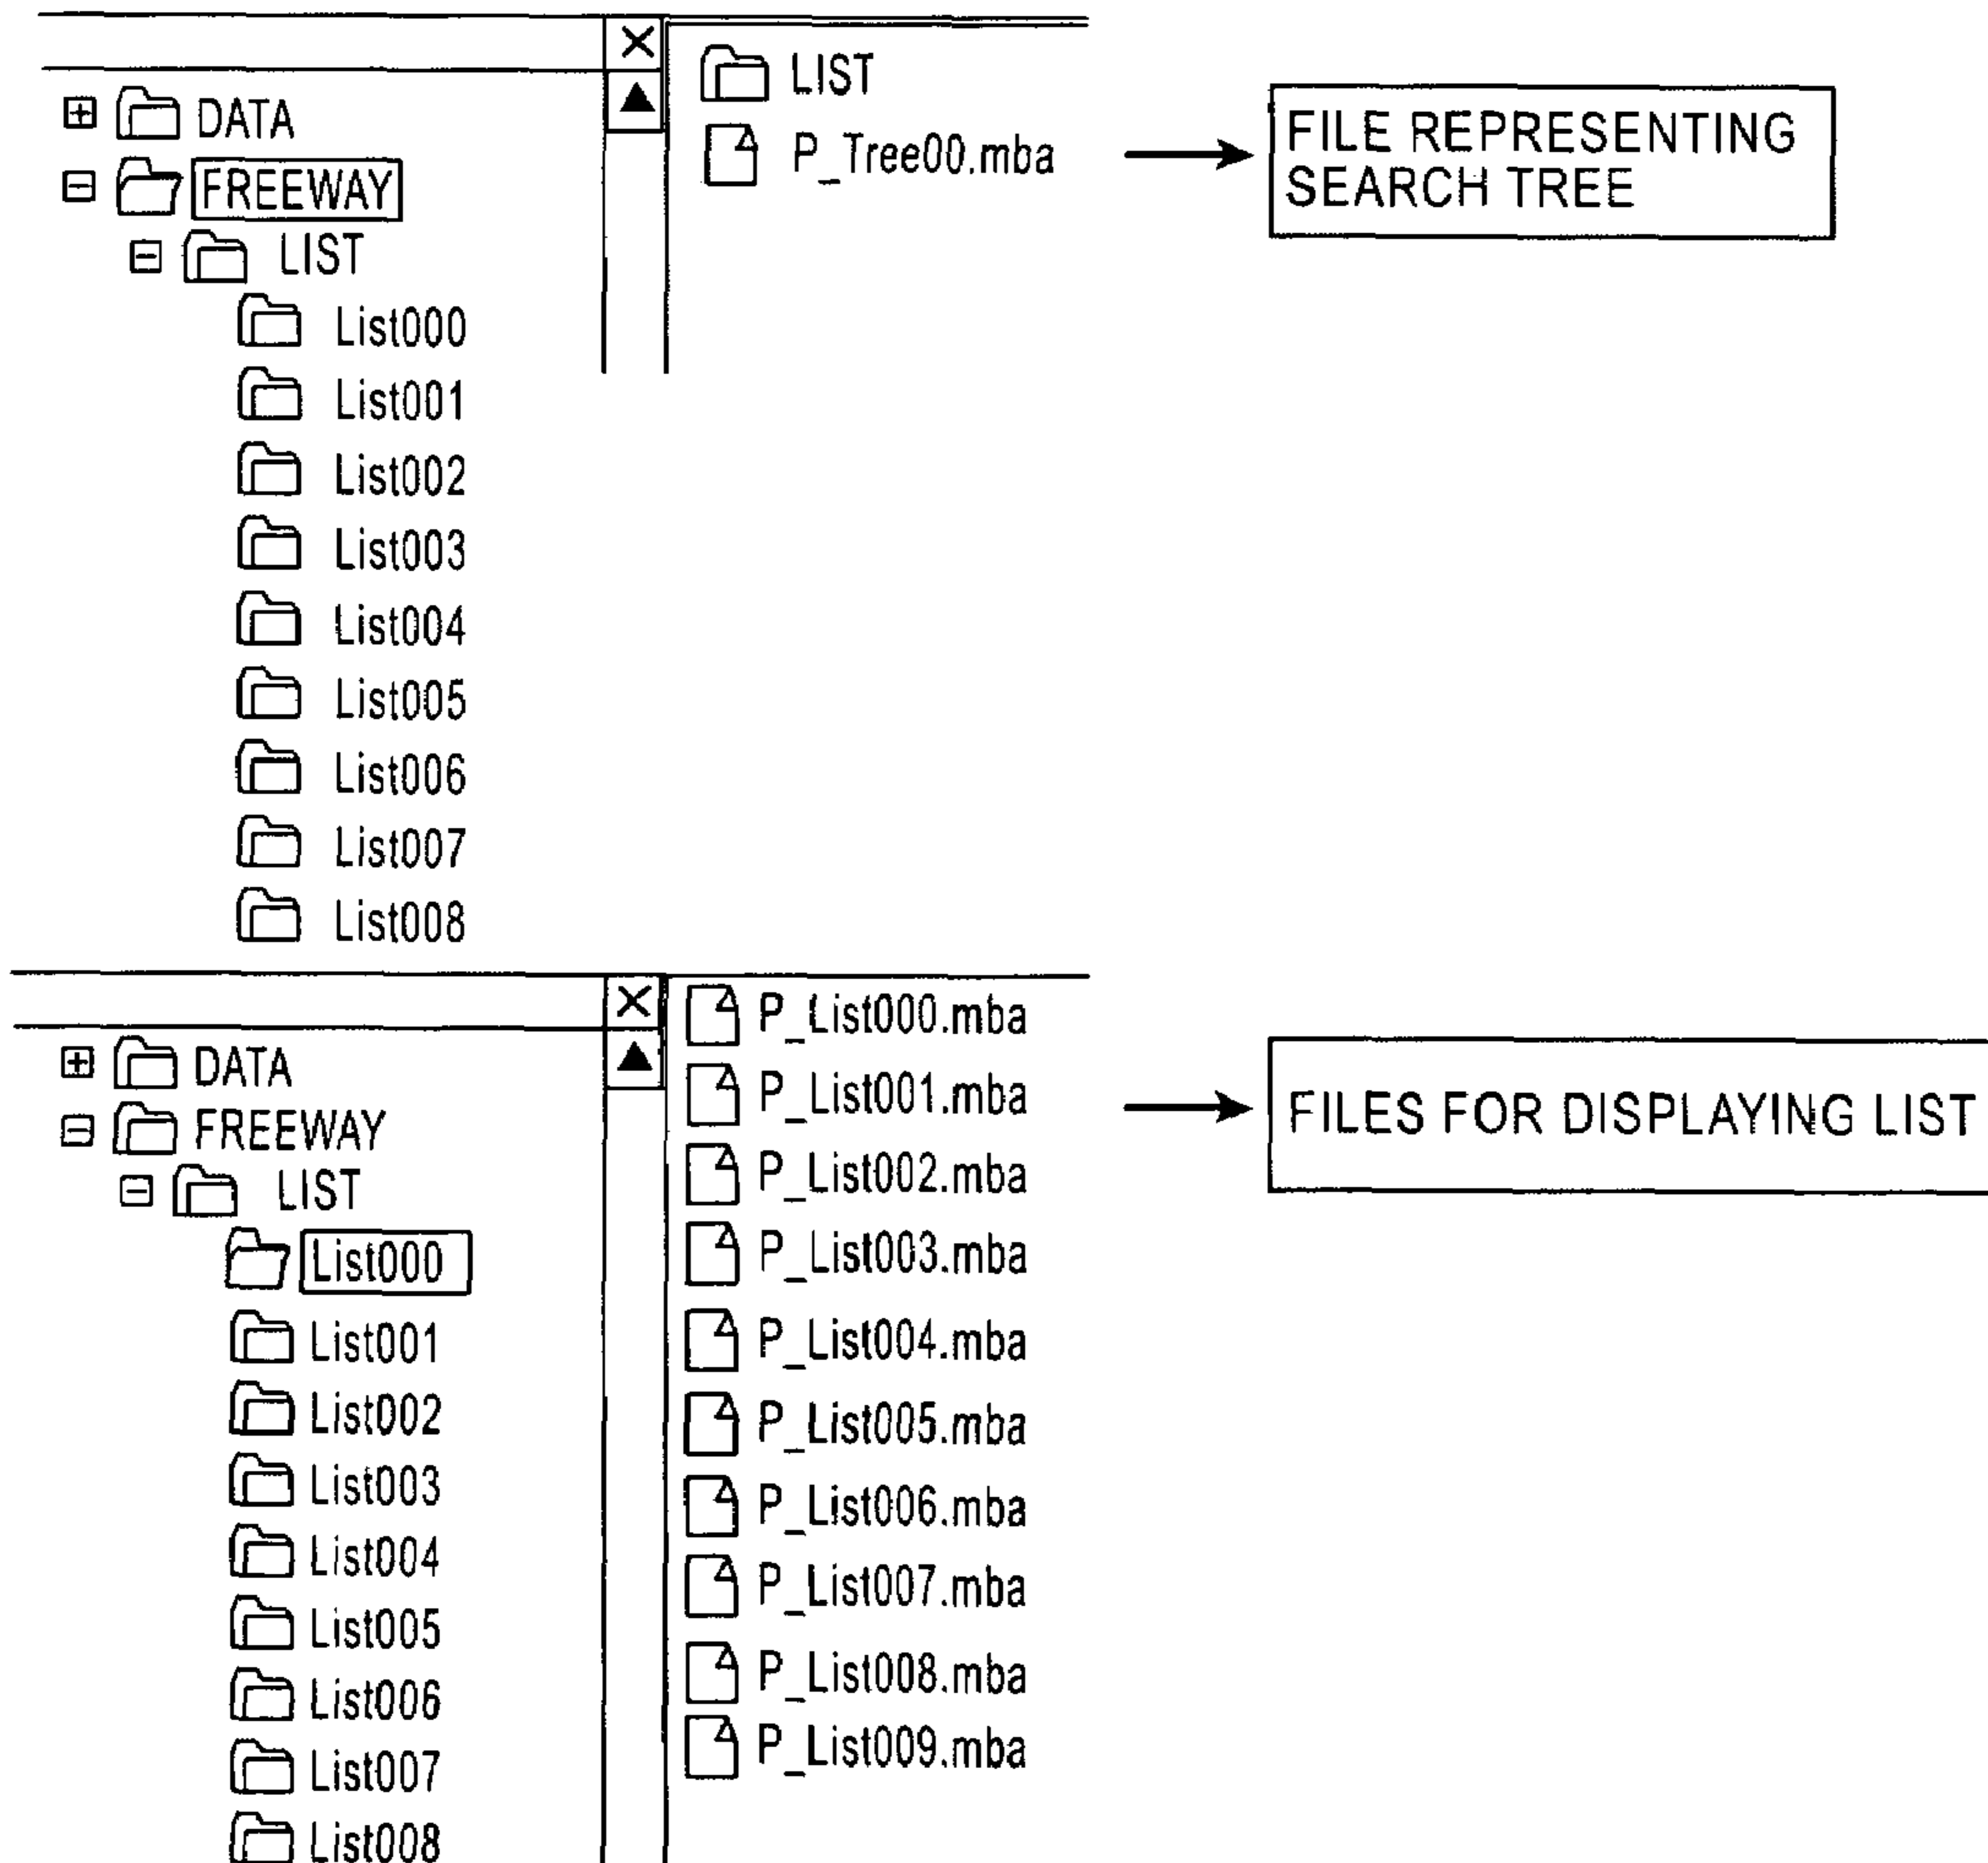 DATA
FREEWAY
LIST
List000
List001
List002
List003
List004
List005
List006
List007
List008
LIST
P_Tree00.mba
FILE REPRESENTING
SEARCH TREE
DATA
FREEWAY
LIST
List000
List001
List002
List003
List004
List005
List006
List007
List008
P_List000.mba
P_List001.mba
P_List002.mba
P_List003.mba
P_List004.mba
P_List005.mba
P_List006.mba
P_List007.mba
P_List008.mba
P_List009.mba
FILES FOR DISPLAYING LIST